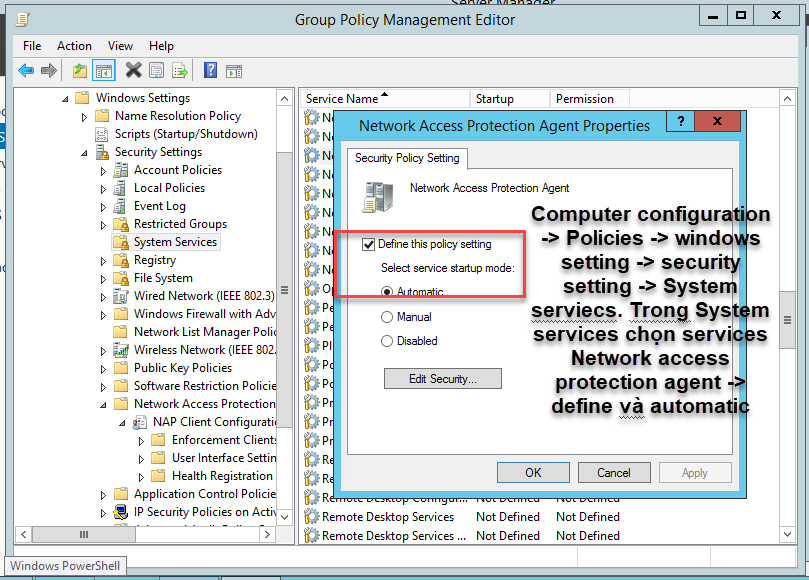 Server Manager
Group Policy Management Editor
File Action View Help
Windows Settings
Name Resolution Policy
Scripts (Startup/Shutdown)
Security Settings
Account Policies
Local Policies
Event Log
Restricted Groups
System Services
Registry
File System
Wired Network (IEEE 802.3)
Windows Firewall with Adv
Network List Manager Polic
Wireless Network (IEEE 802.
Public Key Policies
Software Restriction Policie
Network Access Protection
NAP Client Configuratio
Enforcement Clients
User Interface Settin
Health Registration
Application Control Policie
IP Security Policies on Activ
Service Name Startup Permission
Network Access Protection Agent Properties
? x
Security Policy Setting
Network Access Protection Agent
Define this policy setting
Select service startup mode:
Automatic
Manual
Disabled
Edit Security...
OK Cancel Apply
Remote Desktop Configur... Not Defined Not Defined
Remote Desktop Services Not Defined Not Defined
Remote Desktop Services ... Not Defined Not Defined
Computer configuration
-> Policies -> windows
setting -> security
setting -> System
serviecs. Trong System
services chọn services
Network access
protection agent ->
define và automatic
Windows PowerShell